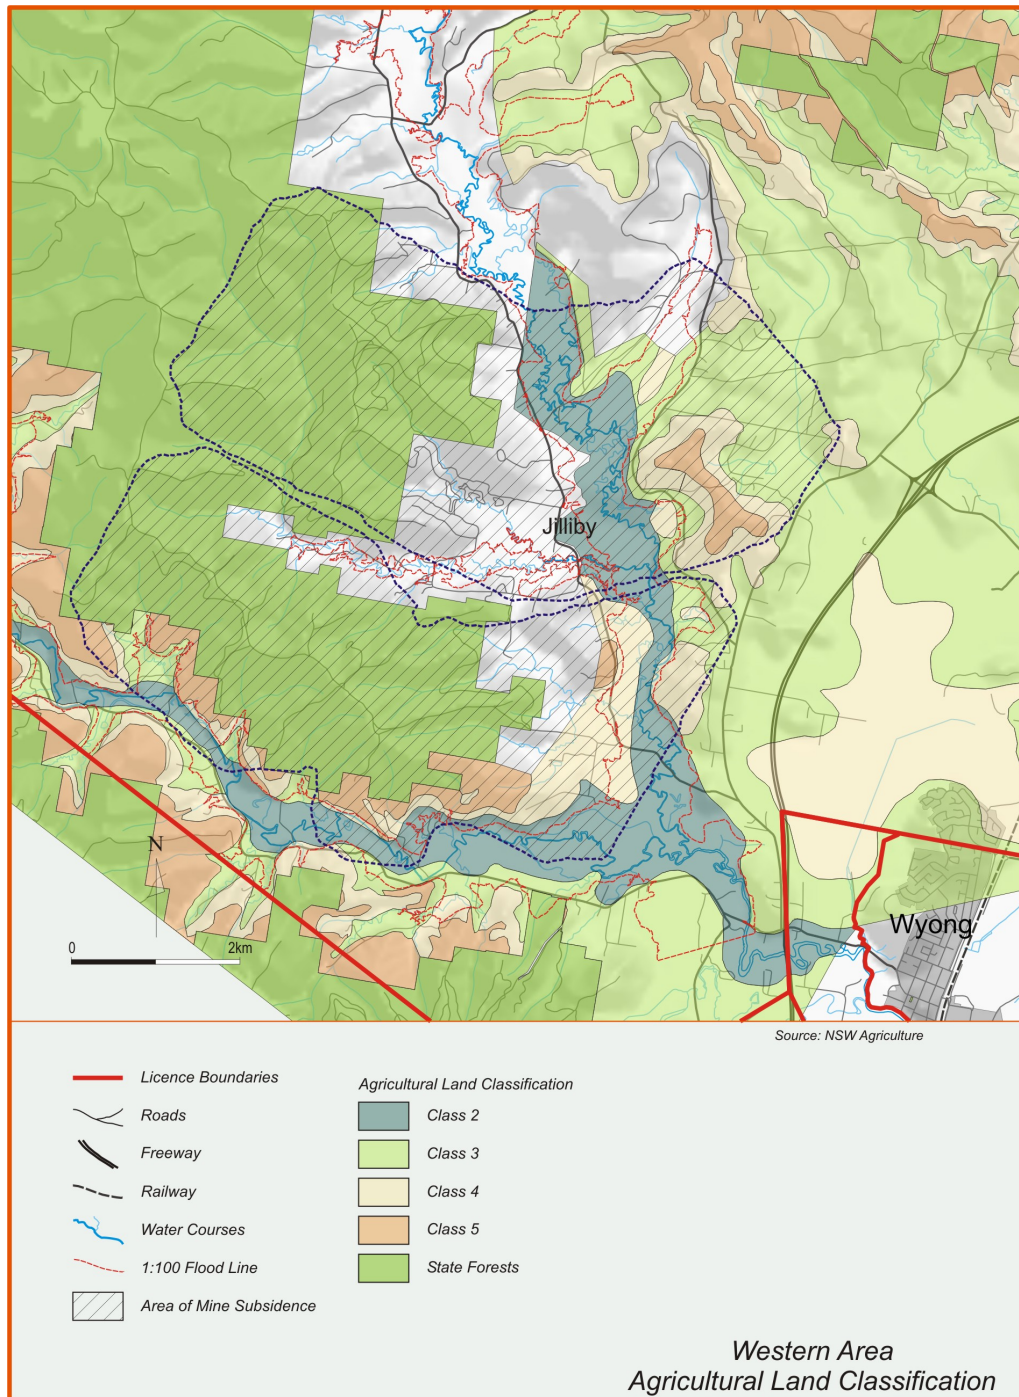 Jilliby
N
Wyong
0
2km
Source: NSW Agriculture
Licence Boundaries
Roads
Freeway
Railway
Water Courses
1:100 Flood Line
Area of Mine Subsidence
Agricultural Land Classification
Class 2
Class 3
Class 4
Class 5
State Forests
Western Area
Agricultural Land Classification